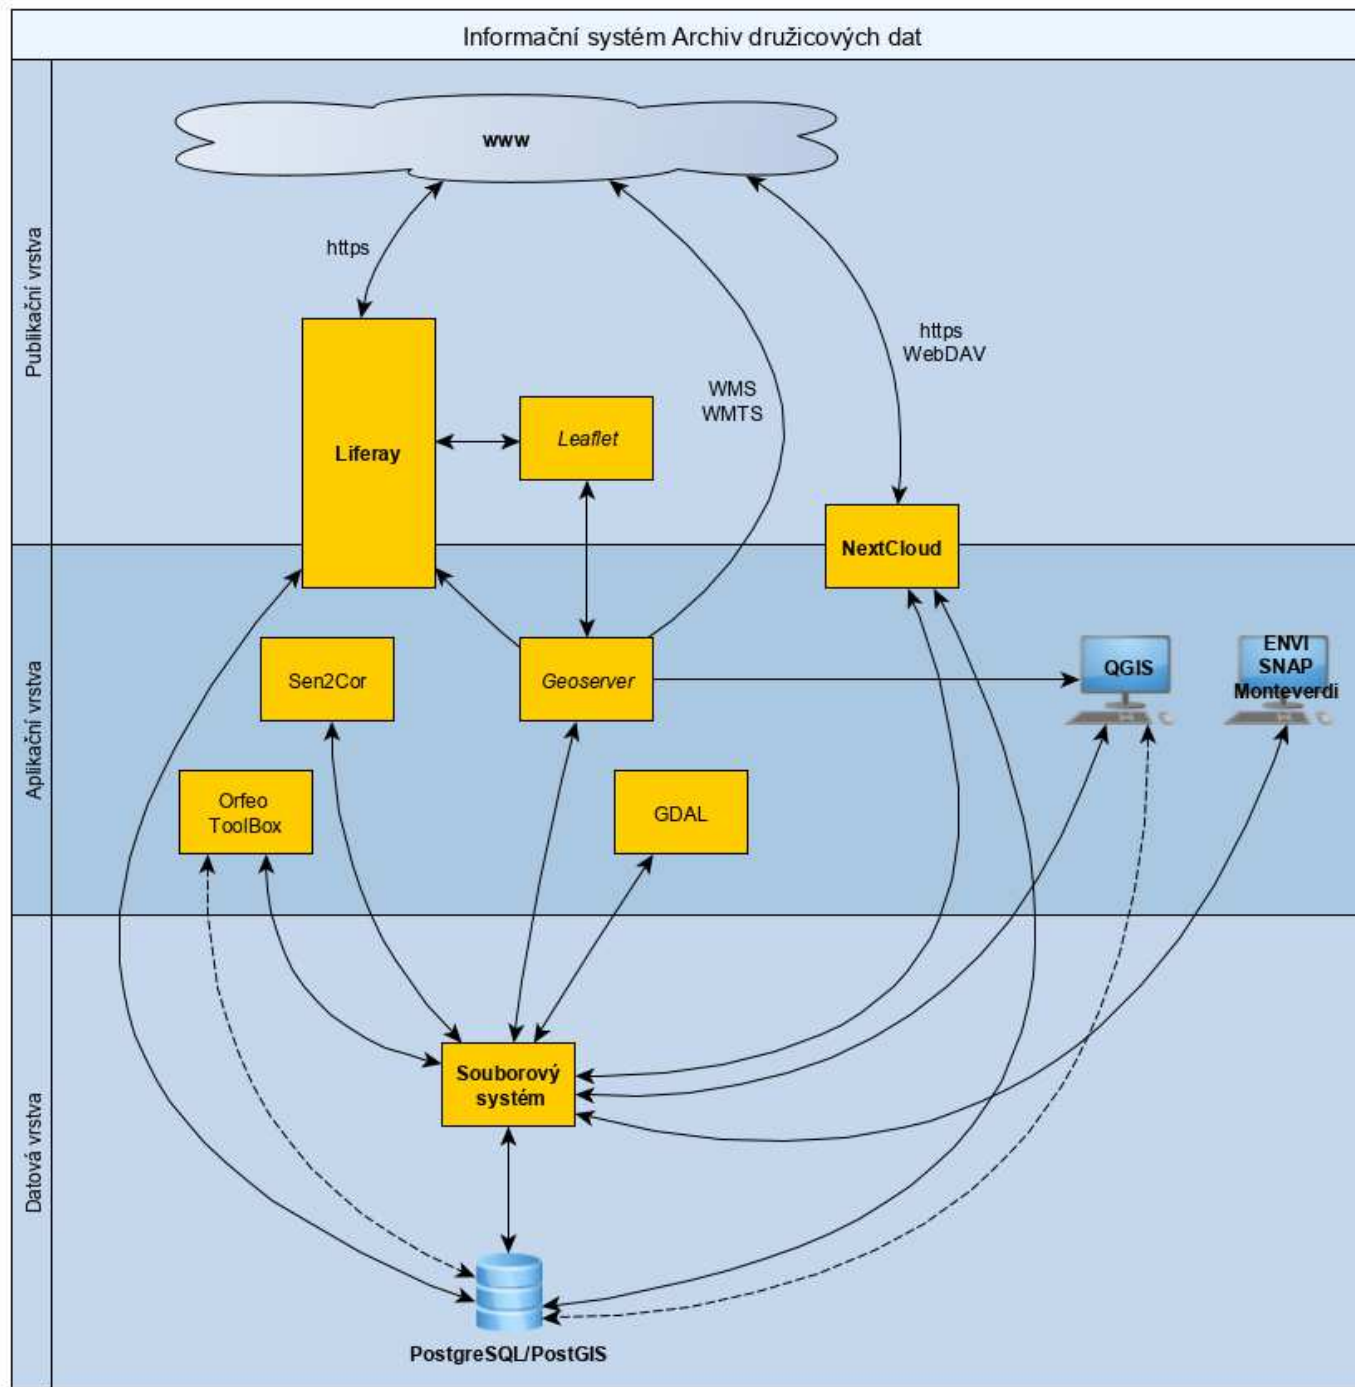 Informační systém Archiv družicových dat
Publikační vrstva
www
https
https
WebDAV
WMS
WMTS
Liferay
Leaflet
NextCloud
Aplikační vrstva
Sen2Cor
Geoserver
QGIS
ENVI
SNAP
Monteverdi
Orfeo
ToolBox
GDAL
Datová vrstva
Souborový
systém
PostgreSQL/PostGIS